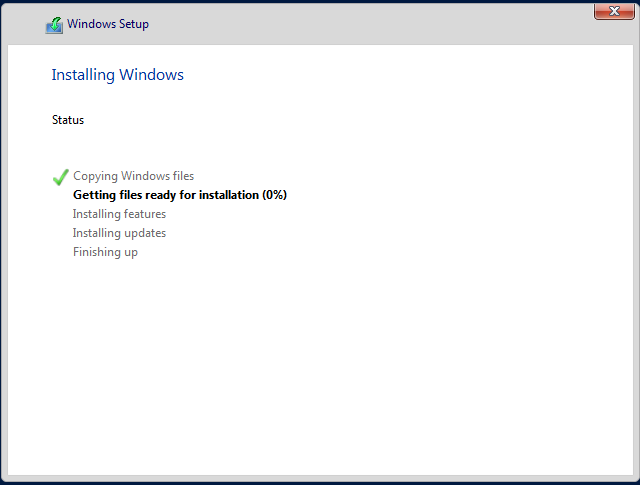 Windows Setup
Installing Windows
Status
Copying Windows files
Getting files ready for installation (0%)
Installing features
Installing updates
Finishing up